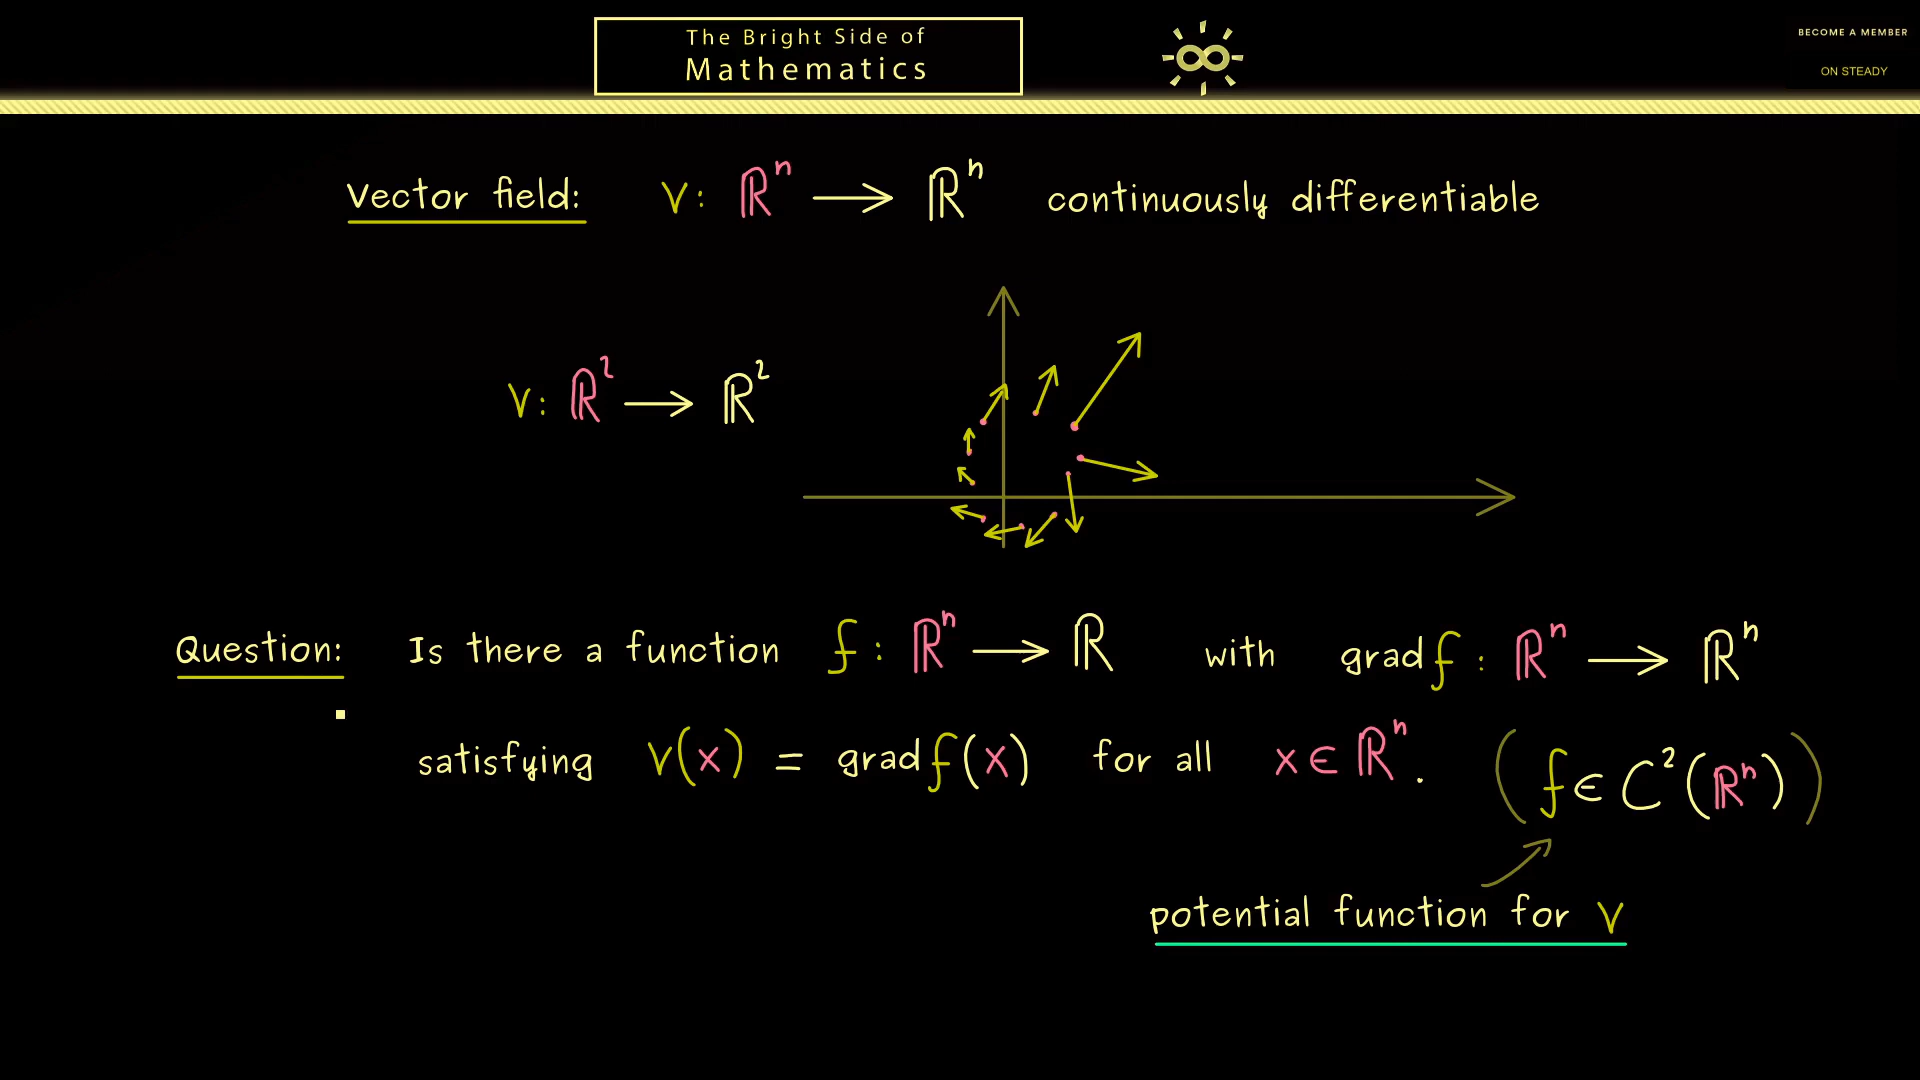 The Bright Side of
Mathematics
BECOME A MEMBER
ON STEADY
Vector field: v: ℝⁿ ⟶ ℝⁿ continuously differentiable
v: ℝ² ⟶ ℝ²
Question: Is there a function f: ℝⁿ ⟶ ℝ with grad f: ℝⁿ ⟶ ℝⁿ
satisfying v(x) = grad f(x) for all x ∈ ℝⁿ. (f ∈ C²(ℝⁿ))
potential function for v